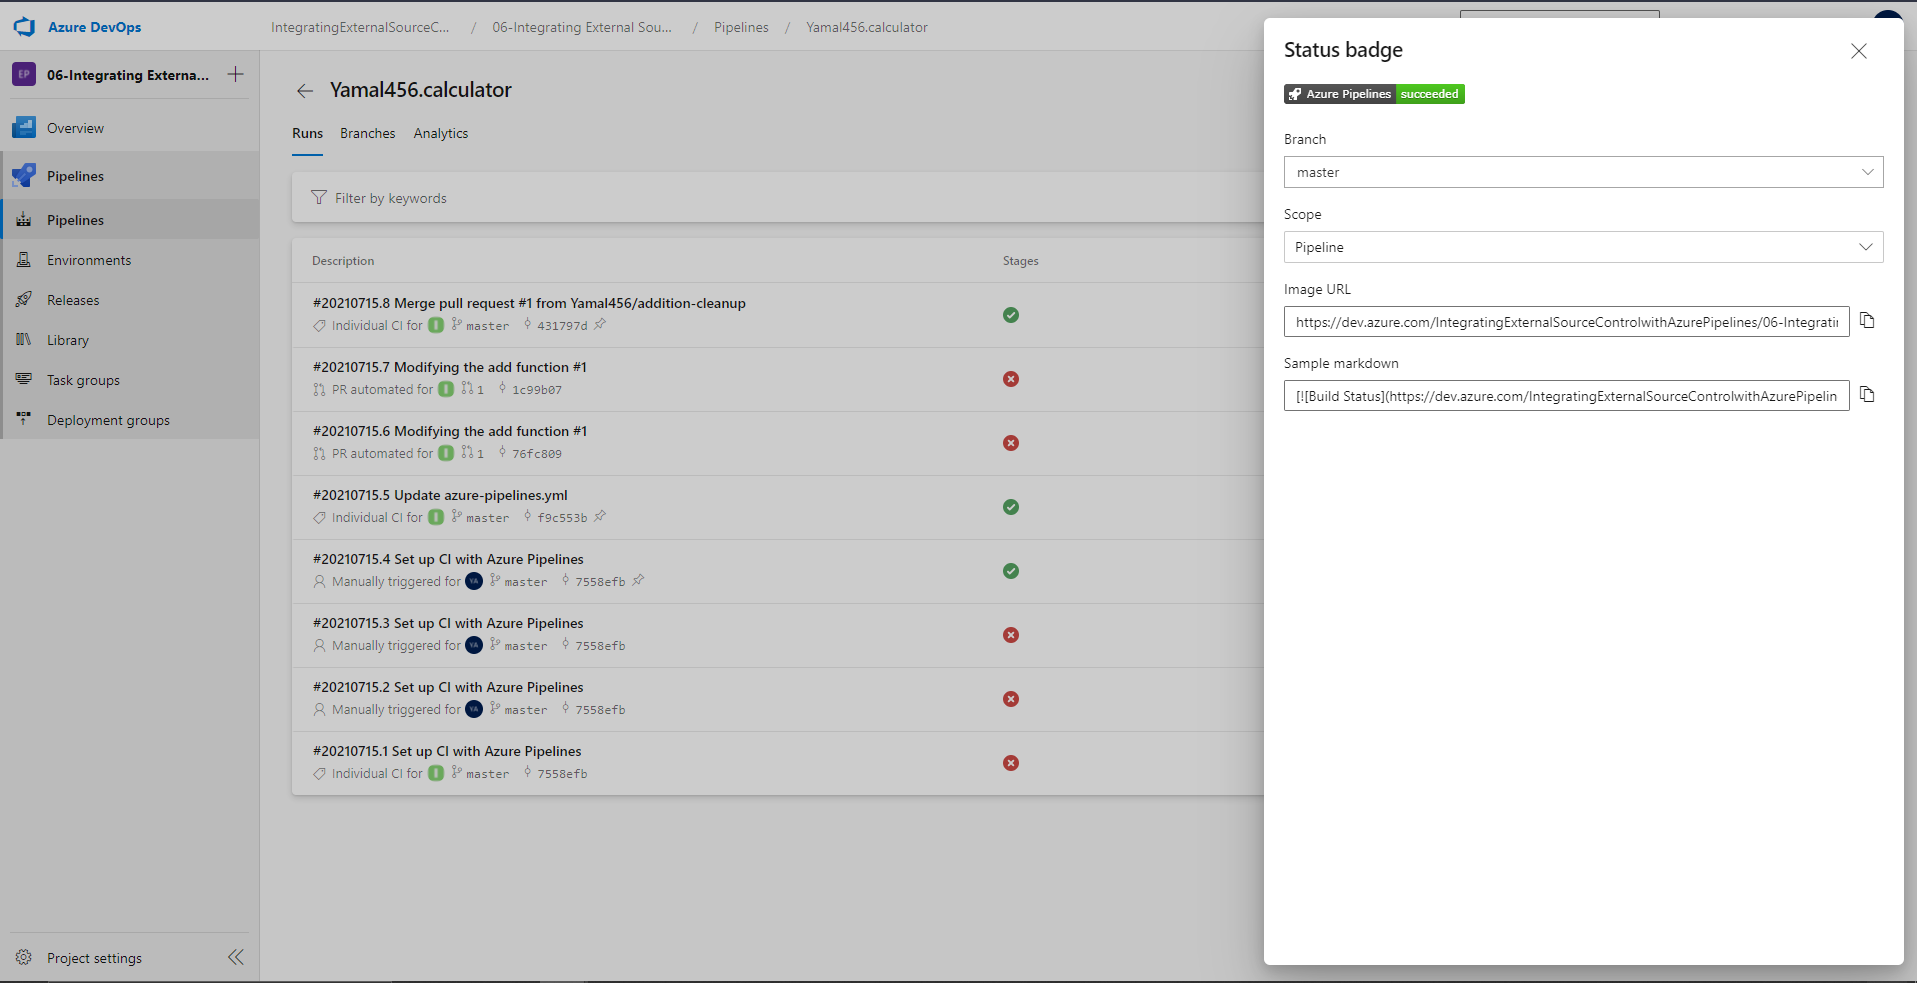 Azure DevOps
IntegratingExternalSourceC... / 06-Integrating External Sou... / Pipelines / Yamal456.calculator
EP 06-Integrating Externa...
Overview
Pipelines
Pipelines
Environments
Releases
Library
Task groups
Deployment groups
Project settings
Yamal456.calculator
Runs Branches Analytics
Filter by keywords
Description Stages
#20210715.8 Merge pull request #1 from Yamal456/addition-cleanup
Individual CI for I master 431797d
#20210715.7 Modifying the add function #1
PR automated for I 1 1c99b07
#20210715.6 Modifying the add function #1
PR automated for I 1 76fc809
#20210715.5 Update azure-pipelines.yml
Individual CI for I master f9c553b
#20210715.4 Set up CI with Azure Pipelines
Manually triggered for YA master 7558efb
#20210715.3 Set up CI with Azure Pipelines
Manually triggered for YA master 7558efb
#20210715.2 Set up CI with Azure Pipelines
Manually triggered for YA master 7558efb
#20210715.1 Set up CI with Azure Pipelines
Individual CI for I master 7558efb
Status badge
Azure Pipelines succeeded
Branch
master
Scope
Pipeline
Image URL
https://dev.azure.com/IntegratingExternalSourceControlwithAzurePipelines/06-Integratin
Sample markdown
[![Build Status](https://dev.azure.com/IntegratingExternalSourceControlwithAzurePipelin